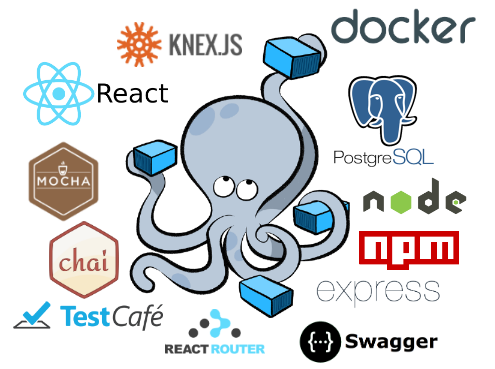 docker
KNEX.JS
React
PostgreSQL
MOCHA
node
npm
chai
express
TestCafé
REACT ROUTER
{···} Swagger